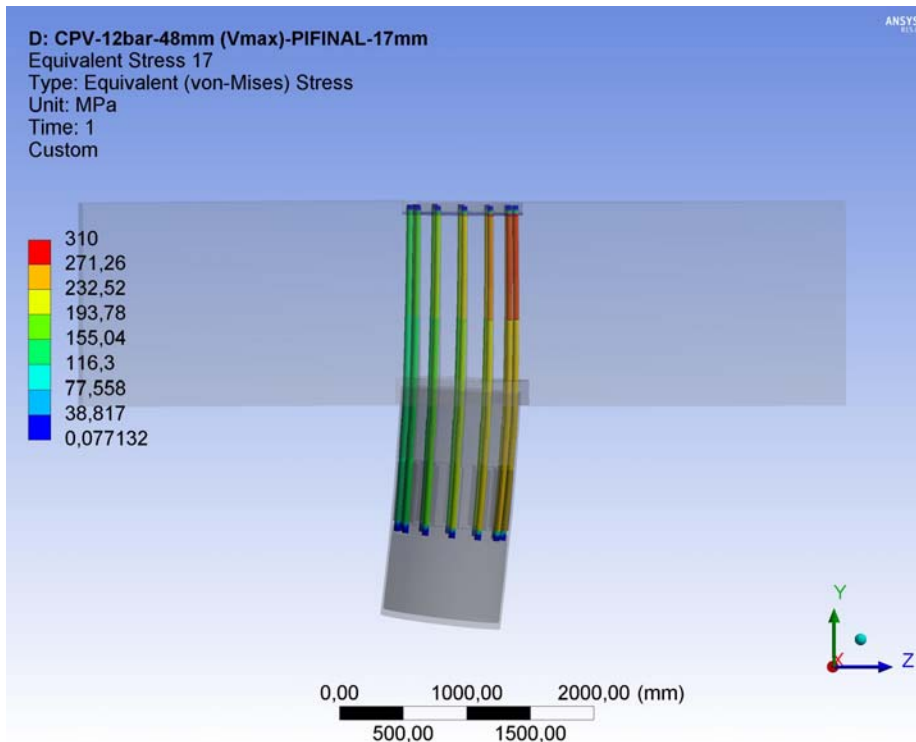 ANSYS
D: CPV-12bar-48mm (Vmax)-PIFINAL-17mm
Equivalent Stress 17
Type: Equivalent (von-Mises) Stress
Unit: MPa
Time: 1
Custom
310
271,26
232,52
193,78
155,04
116,3
77,558
38,817
0,077132
Y
X
Z
0,00 1000,00 2000,00 (mm)
500,00 1500,00